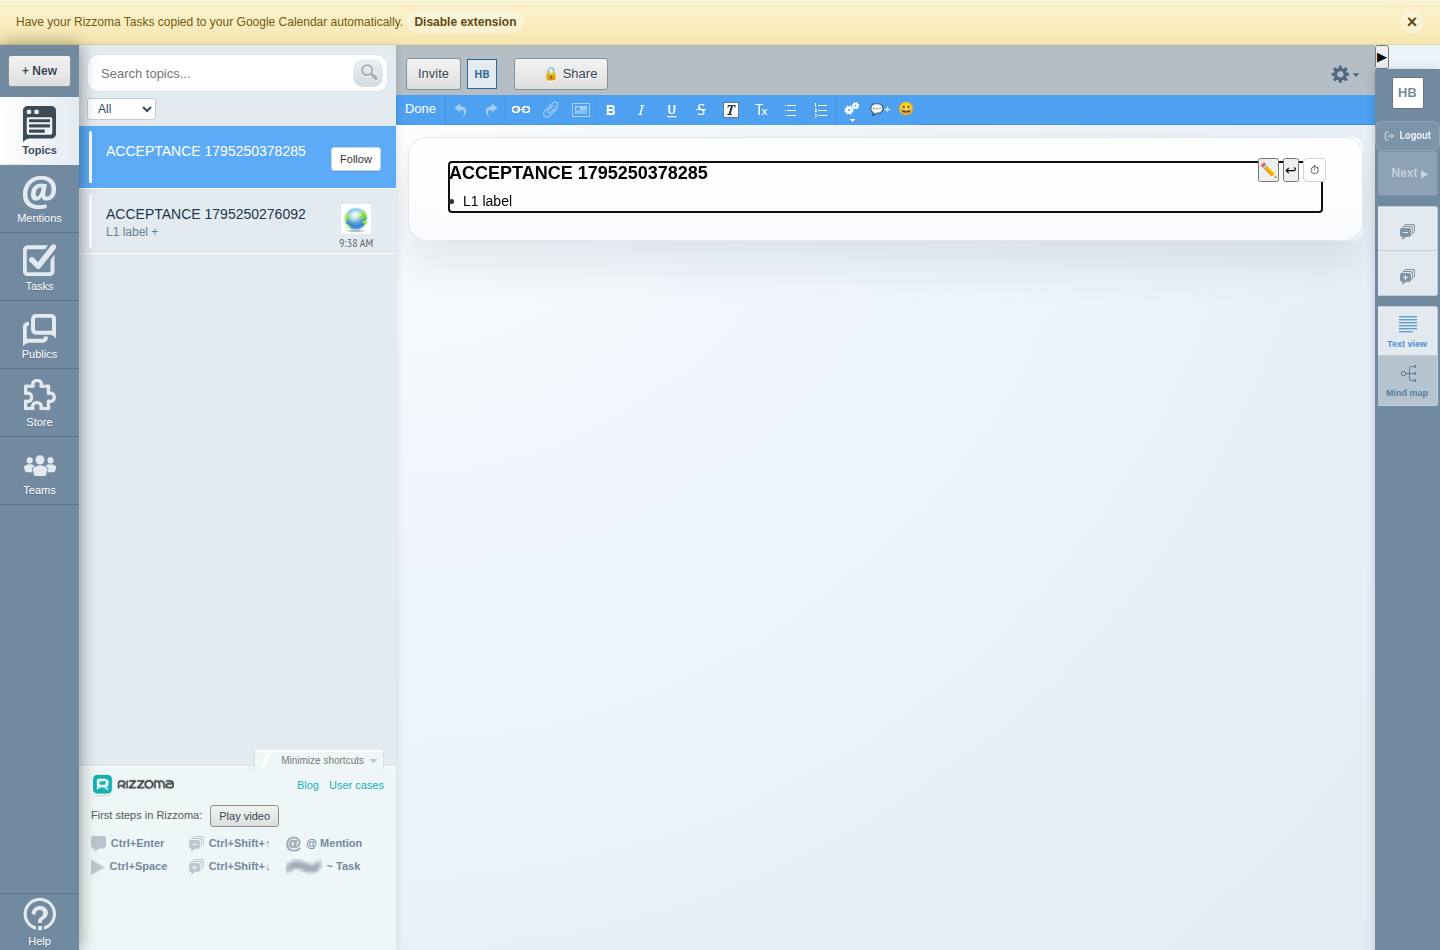 Have your Rizzoma Tasks copied to your Google Calendar automatically. Disable extension ✕
+ New
Topics
Mentions
Tasks
Publics
Store
Teams
Help
Search topics...
All
ACCEPTANCE 1795250378285
Follow
ACCEPTANCE 1795250276092
L1 label +
9:38 AM
Minimize shortcuts
RIZZOMA
Blog User cases
First steps in Rizzoma: Play video
Ctrl+Enter Ctrl+Shift+↑ @ Mention
Ctrl+Space Ctrl+Shift+↓ ~ Task
Invite HB 🔒 Share
Done B I U S T Tx
ACCEPTANCE 1795250378285
• L1 label
HB
Logout
Next ▶
Text view
Mind map